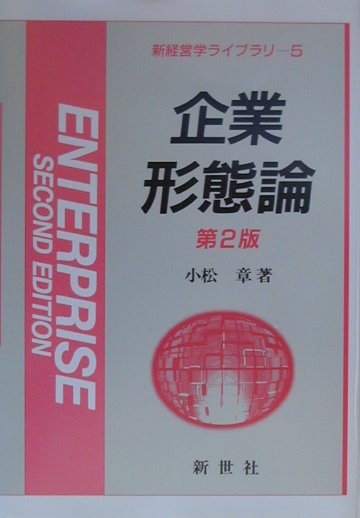 新経営学ライブラリ―5
企業
形態論
第2版
小松 章著
新世社
ENTERPRISE
SECOND EDITION